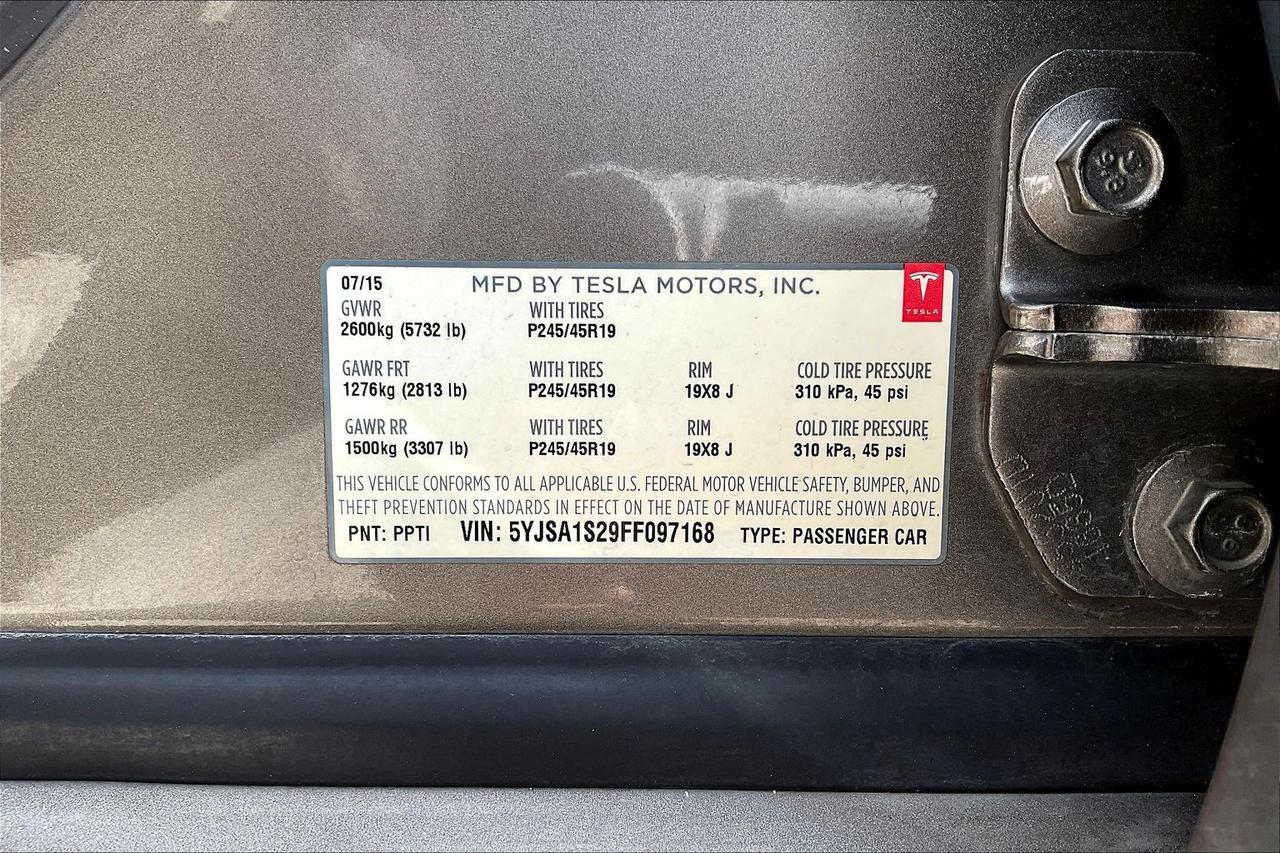 07/15 MFD BY TESLA MOTORS, INC.
TESLA
GVWR WITH TIRES
2600kg (5732 lb) P245/45R19
GAWR FRT WITH TIRES RIM COLD TIRE PRESSURE
1276kg (2813 lb) P245/45R19 19X8 J 310 kPa, 45 psi
GAWR RR WITH TIRES RIM COLD TIRE PRESSURE
1500kg (3307 lb) P245/45R19 19X8 J 310 kPa, 45 psi
THIS VEHICLE CONFORMS TO ALL APPLICABLE U.S. FEDERAL MOTOR VEHICLE SAFETY, BUMPER, AND
THEFT PREVENTION STANDARDS IN EFFECT ON THE DATE OF MANUFACTURE SHOWN ABOVE.
PNT: PPTI VIN: 5YJSA1S29FF097168 TYPE: PASSENGER CAR